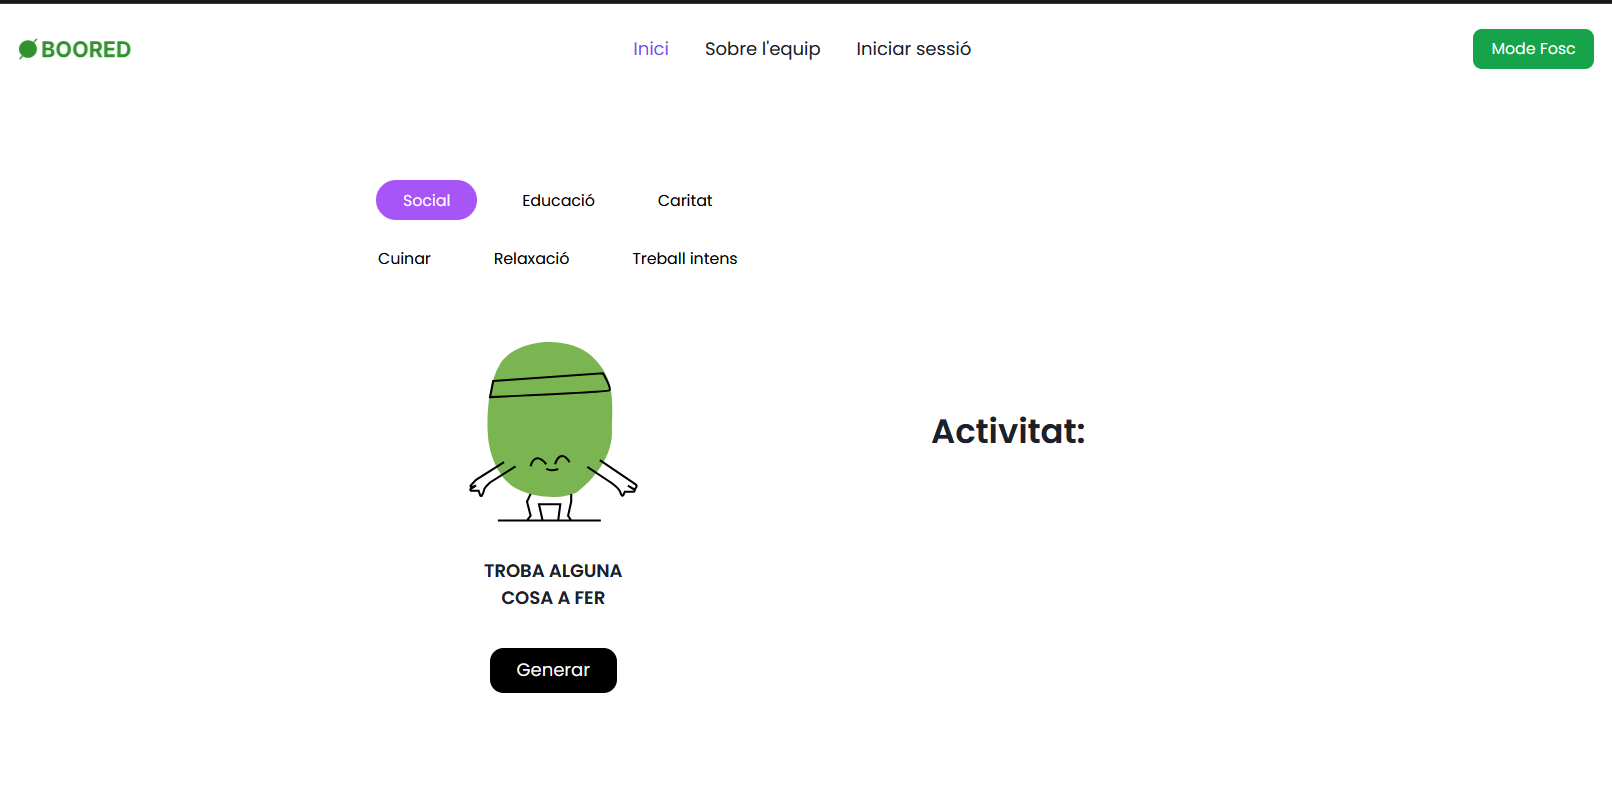 BOORED
Inici
Sobre l'equip
Iniciar sessió
Mode Fosc
Social
Educació
Caritat
Cuinar
Relaxació
Treball intens
Activitat:
TROBA ALGUNA
COSA A FER
Generar